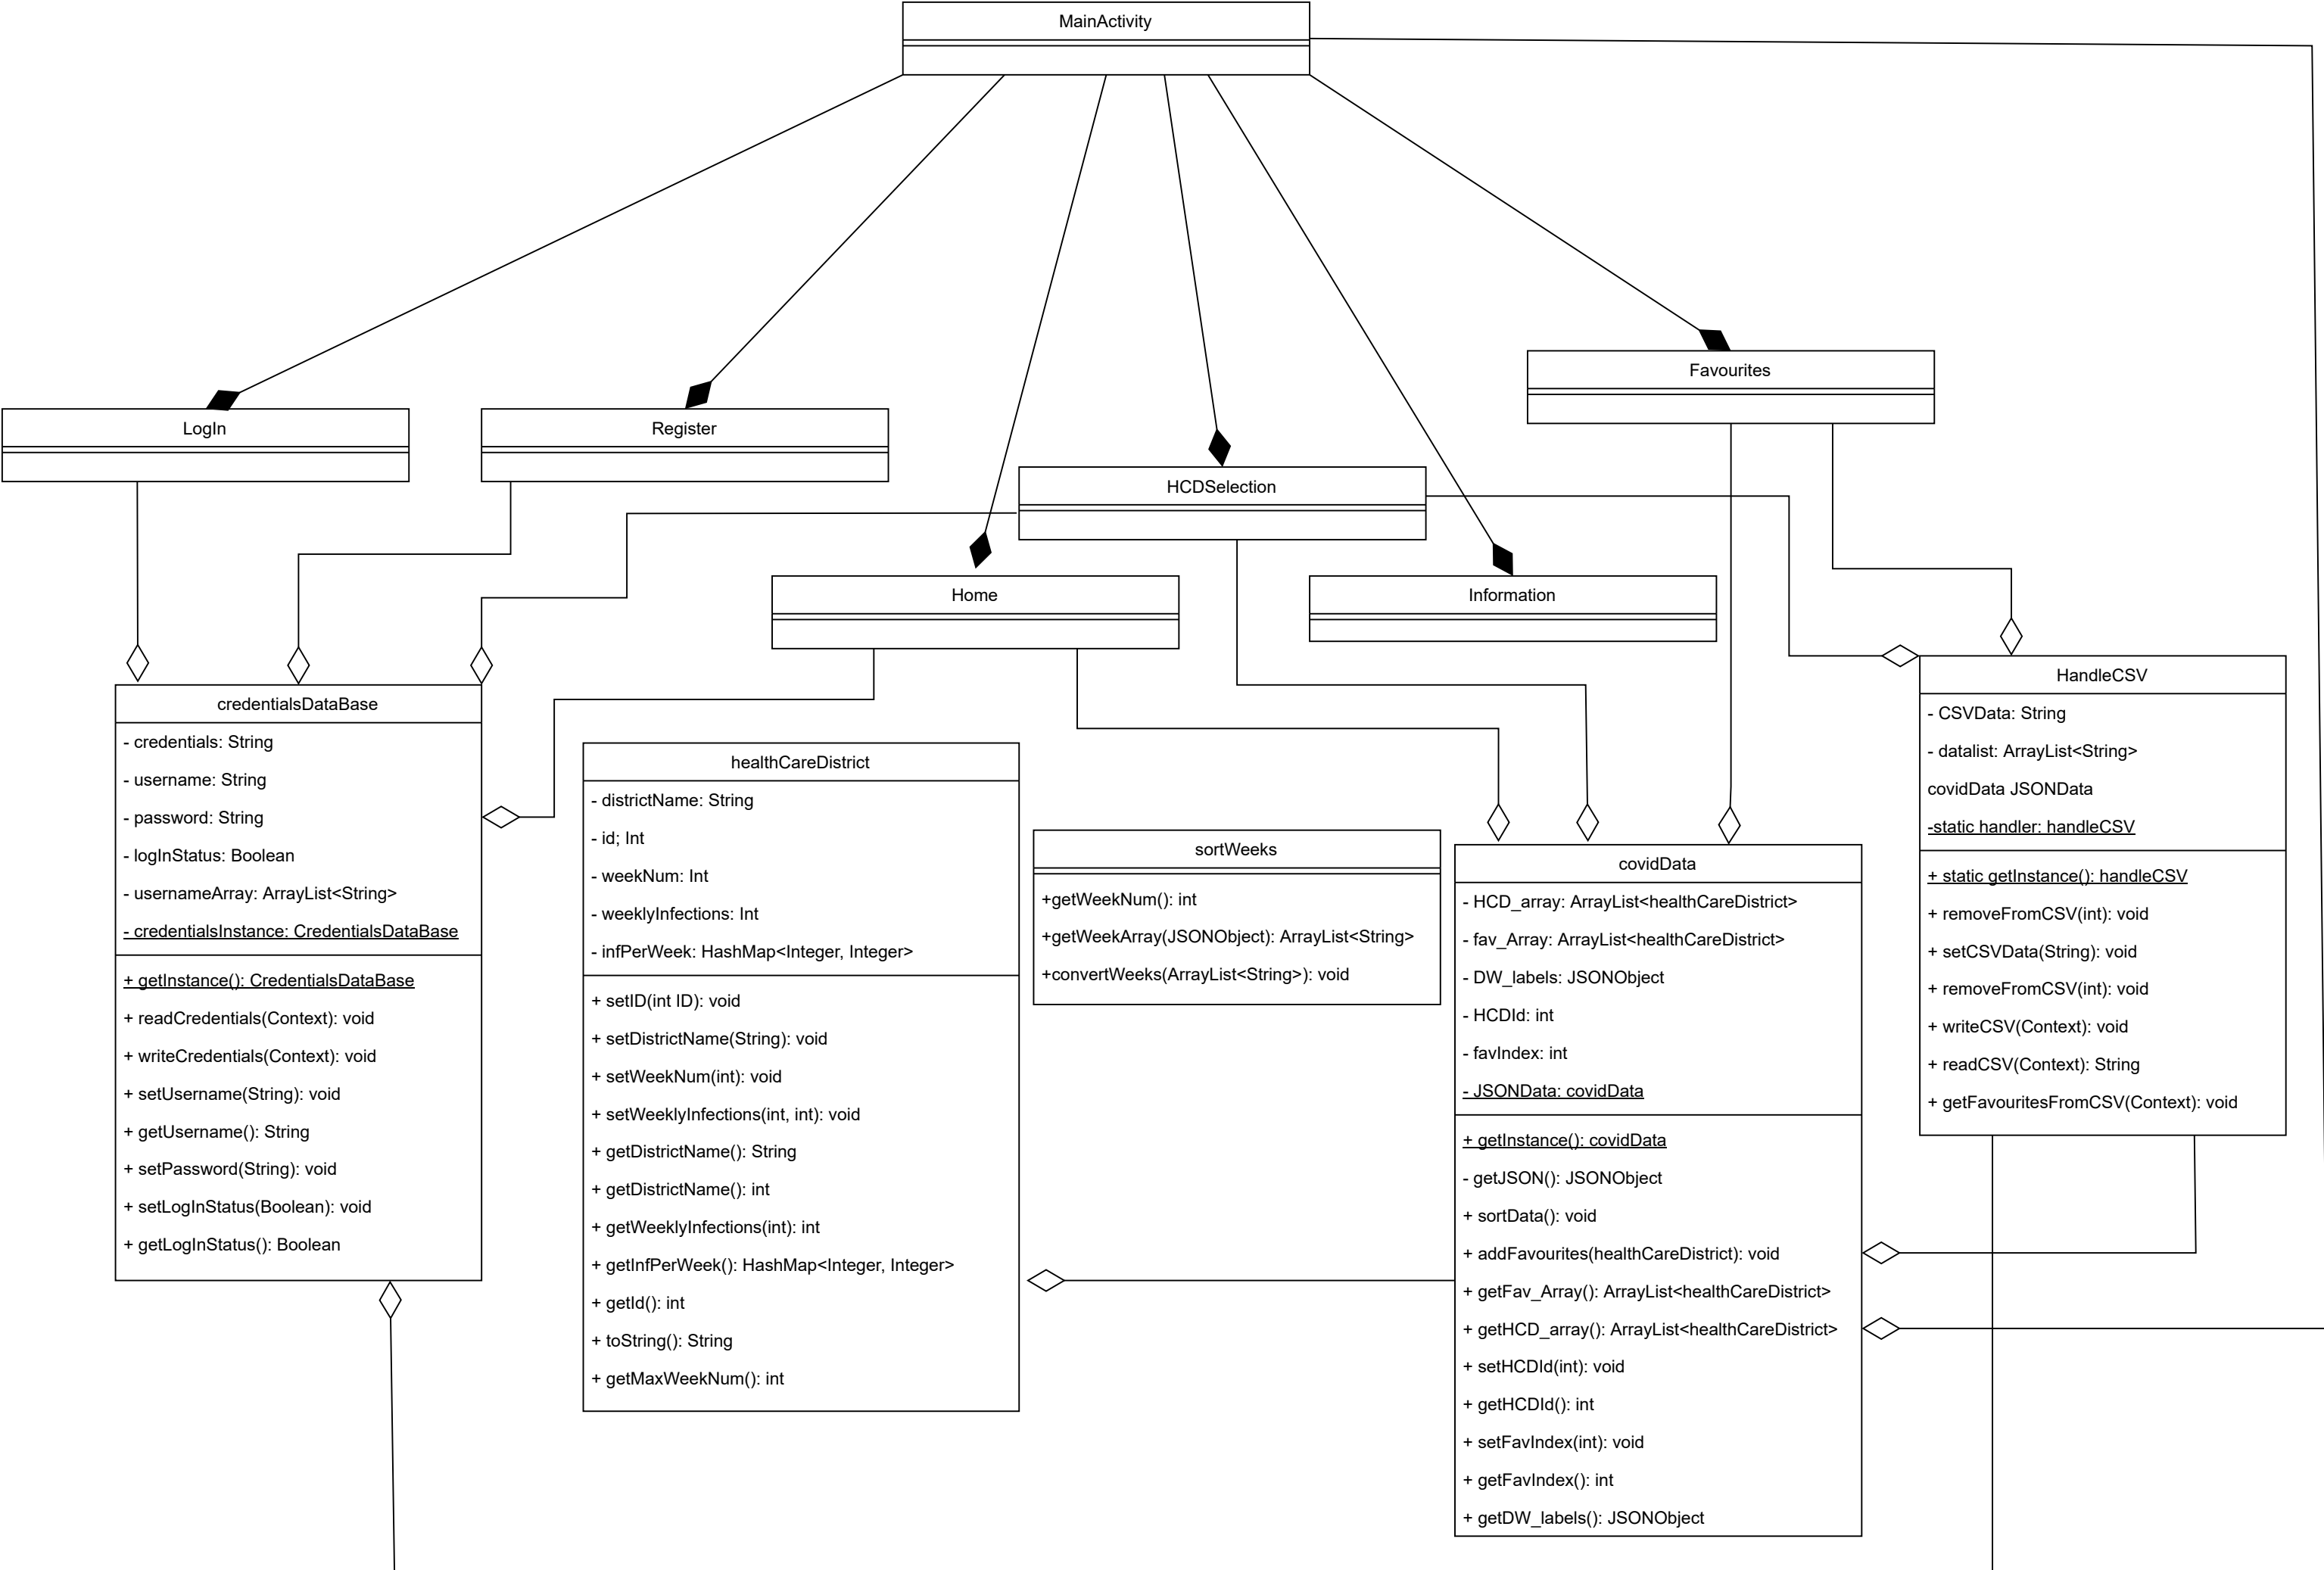 MainActivity
Favourites
LogIn
Register
HCDSelection
Home
Information
HandleCSV
- CSVData: String
- datalist: ArrayList<String>
covidData JSONData
-static handler: handleCSV
+ static getInstance(): handleCSV
+ removeFromCSV(int): void
+ setCSVData(String): void
+ removeFromCSV(int): void
+ writeCSV(Context): void
+ readCSV(Context): String
+ getFavouritesFromCSV(Context): void
credentialsDataBase
- credentials: String
- username: String
- password: String
- logInStatus: Boolean
- usernameArray: ArrayList<String>
- credentialsInstance: CredentialsDataBase
+ getInstance(): CredentialsDataBase
+ readCredentials(Context): void
+ writeCredentials(Context): void
+ setUsername(String): void
+ getUsername(): String
+ setPassword(String): void
+ setLogInStatus(Boolean): void
+ getLogInStatus(): Boolean
healthCareDistrict
- districtName: String
- id; Int
- weekNum: Int
- weeklyInfections: Int
- infPerWeek: HashMap<Integer, Integer>
+ setID(int ID): void
+ setDistrictName(String): void
+ setWeekNum(int): void
+ setWeeklyInfections(int, int): void
+ getDistrictName(): String
+ getDistrictName(): int
+ getWeeklyInfections(int): int
+ getInfPerWeek(): HashMap<Integer, Integer>
+ getId(): int
+ toString(): String
+ getMaxWeekNum(): int
sortWeeks
+getWeekNum(): int
+getWeekArray(JSONObject): ArrayList<String>
+convertWeeks(ArrayList<String>): void
covidData
- HCD_array: ArrayList<healthCareDistrict>
- fav_Array: ArrayList<healthCareDistrict>
- DW_labels: JSONObject
- HCDId: int
- favIndex: int
- JSONData: covidData
+ getInstance(): covidData
- getJSON(): JSONObject
+ sortData(): void
+ addFavourites(healthCareDistrict): void
+ getFav_Array(): ArrayList<healthCareDistrict>
+ getHCD_array(): ArrayList<healthCareDistrict>
+ setHCDId(int): void
+ getHCDId(): int
+ setFavIndex(int): void
+ getFavIndex(): int
+ getDW_labels(): JSONObject